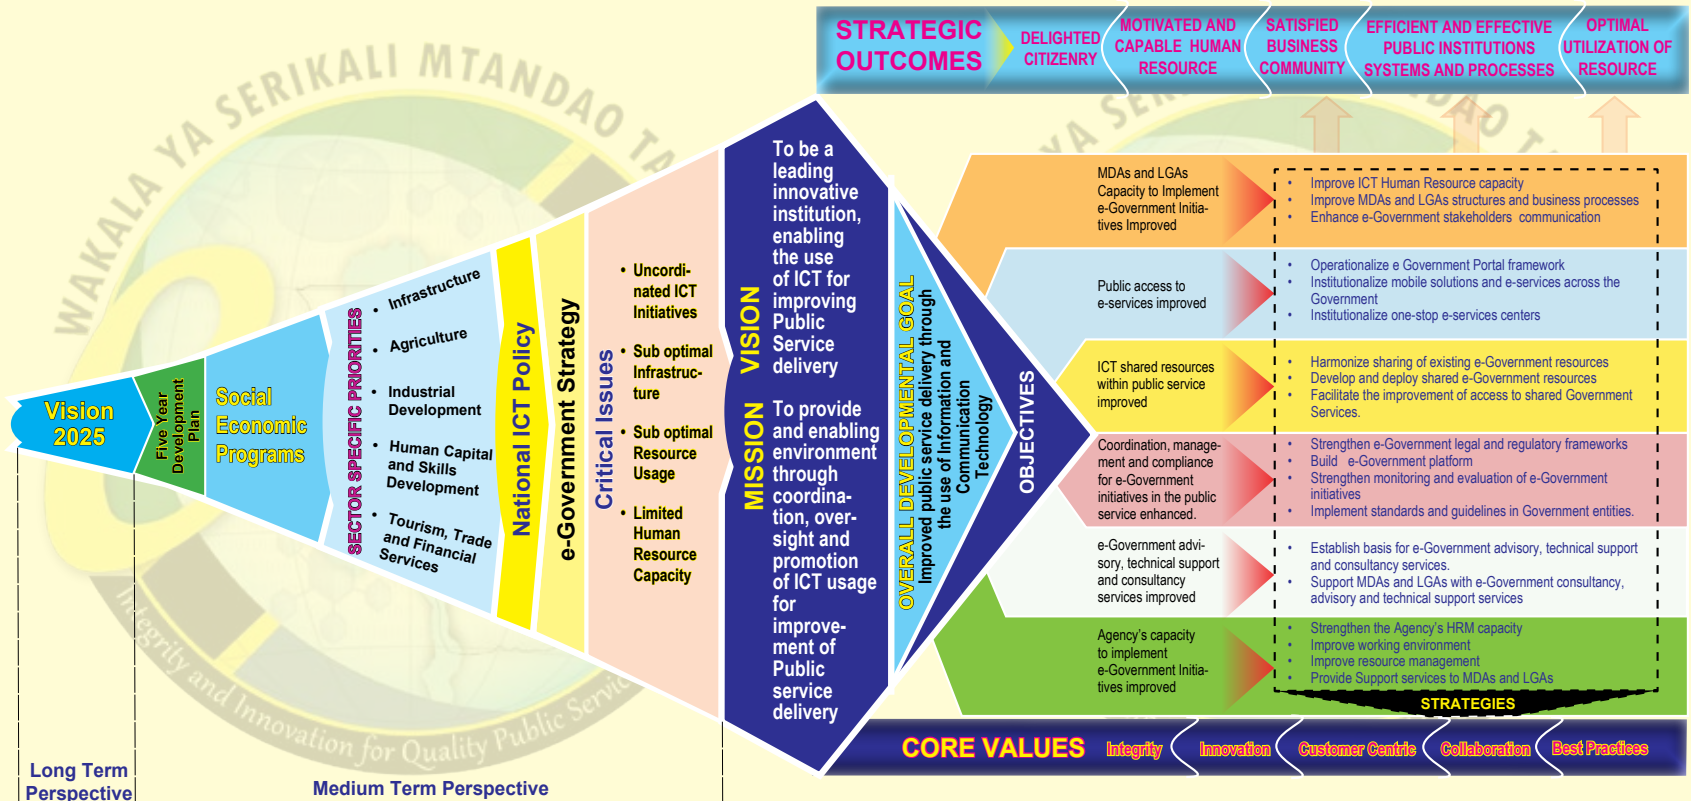 STRATEGIC
OUTCOMES
DELIGHTED
CITIZENRY
MOTIVATED AND
CAPABLE HUMAN
RESOURCE
SATISFIED
BUSINESS
COMMUNITY
EFFICIENT AND EFFECTIVE
PUBLIC INSTITUTIONS
SYSTEMS AND PROCESSES
OPTIMAL
UTILIZATION OF
RESOURCE
WAKALA YA SERIKALI MTANDAO TA
Integrity and Innovation for Quality Public Servic
Vision
2025
Five Year
Development
Plan
Social
Economic
Programs
SECTOR SPECIFIC PRIORITIES
• Infrastructure
• Agriculture
• Industrial
Development
• Human Capital
and Skills
Development
• Tourism, Trade
and Financial
Services
National ICT Policy
e-Government Strategy
Critical Issues
• Uncordi-
nated ICT
Initiatives
• Sub optimal
Infrastruc-
ture
• Sub optimal
Resource
Usage
• Limited
Human
Resource
Capacity
VISION
To be a
leading
innovative
institution,
enabling
the use
of ICT for
improving
Public
Service
delivery
MISSION
To provide
and enabling
environment
through
coordina-
tion, over-
sight and
promotion
of ICT usage
for
improve-
ment of
Public
service
delivery
OVERALL DEVELOPMENTAL GOAL
Improved public service delivery through
the use of Information and
Communication
Technology
OBJECTIVES
MDAs and LGAs
Capacity to Implement
e-Government Initia-
tives Improved
• Improve ICT Human Resource capacity
• Improve MDAs and LGAs structures and business processes
• Enhance e-Government stakeholders communication
Public access to
e-services improved
• Operationalize e Government Portal framework
• Institutionalize mobile solutions and e-services across the
Government
• Institutionalize one-stop e-services centers
ICT shared resources
within public service
improved
• Harmonize sharing of existing e-Government resources
• Develop and deploy shared e-Government resources
• Facilitate the improvement of access to shared Government
Services.
Coordination, manage-
ment and compliance
for e-Government
initiatives in the public
service enhanced.
• Strengthen e-Government legal and regulatory frameworks
• Build e-Government platform
• Strengthen monitoring and evaluation of e-Government
initiatives
• Implement standards and guidelines in Government entities.
e-Government advi-
sory, technical support
and consultancy
services improved
• Establish basis for e-Government advisory, technical support
and consultancy services.
• Support MDAs and LGAs with e-Government consultancy,
advisory and technical support services
Agency's capacity
to implement
e-Government Initia-
tives improved
• Strengthen the Agency's HRM capacity
• Improve working environment
• Improve resource management
• Provide Support services to MDAs and LGAs
STRATEGIES
CORE VALUES
Integrity
Innovation
Customer Centric
Collaboration
Best Practices
Long Term
Perspective
Medium Term Perspective